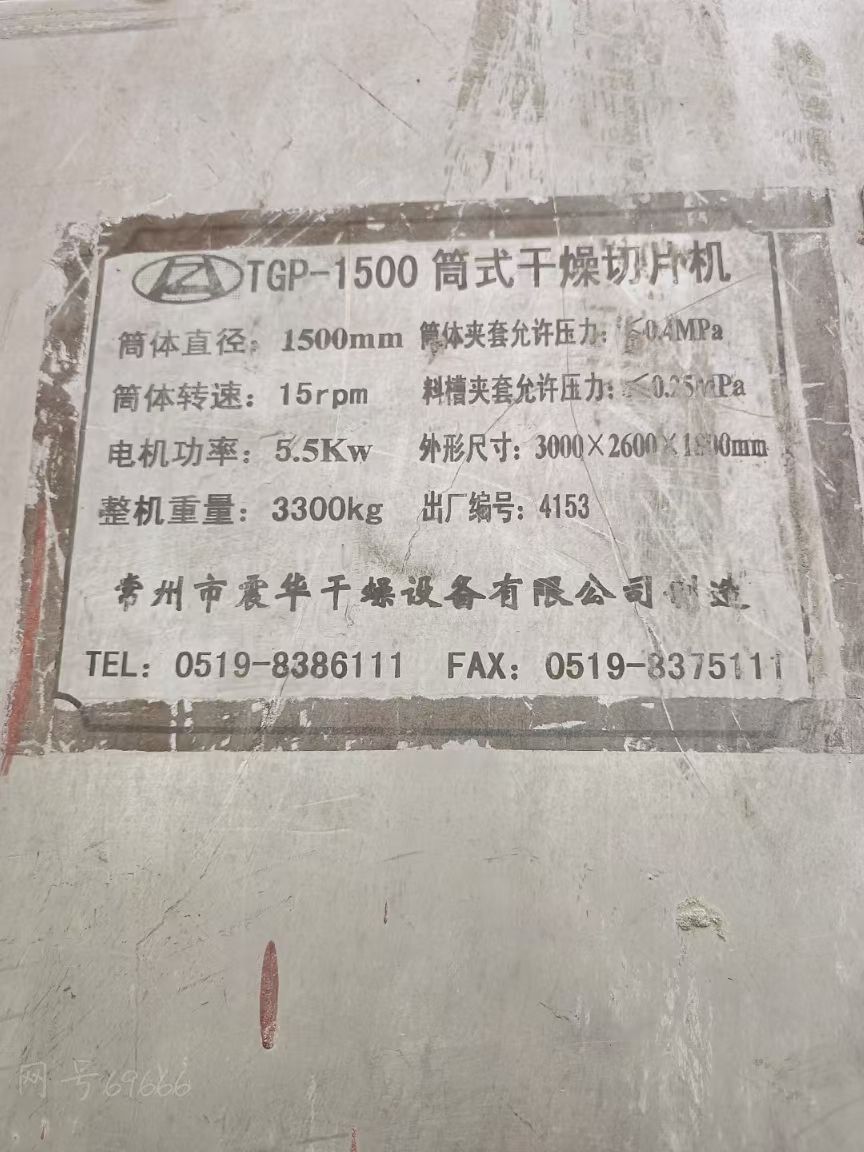 TGP-1500 筒式干燥切片机
筒体直径：1500mm 筒体夹套允许压力：≤0.4MPa
筒体转速：15rpm 料槽夹套允许压力：≤0.25MPa
电机功率：5.5Kw 外形尺寸：3000×2600×1800mm
整机重量：3300kg 出厂编号：4153
常州市震华干燥设备有限公司制造
TEL：0519-8386111 FAX：0519-8375111
网号69666